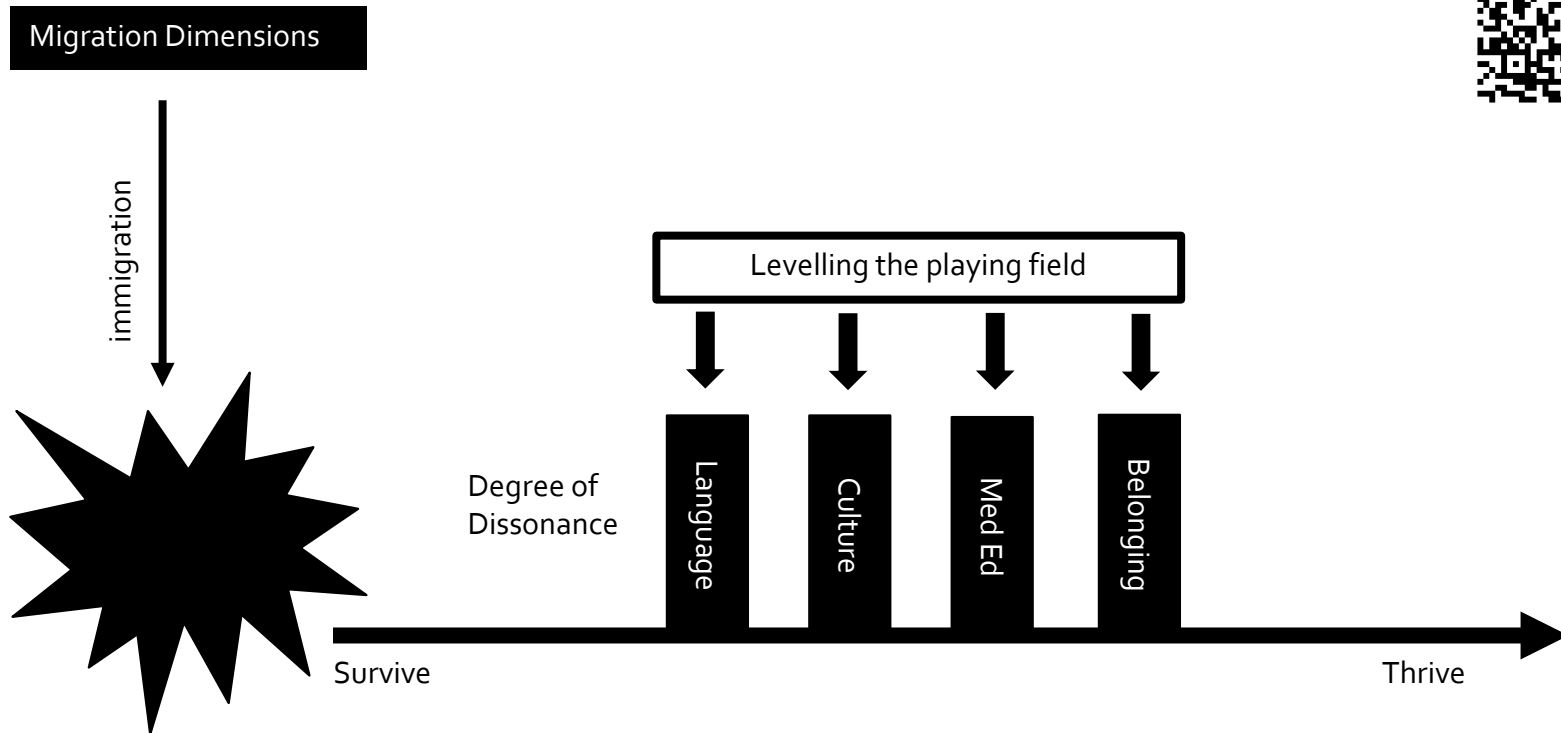 Migration Dimensions
immigration
Levelling the playing field
Degree of
Dissonance
Language
Culture
Med Ed
Belonging
Survive
Thrive